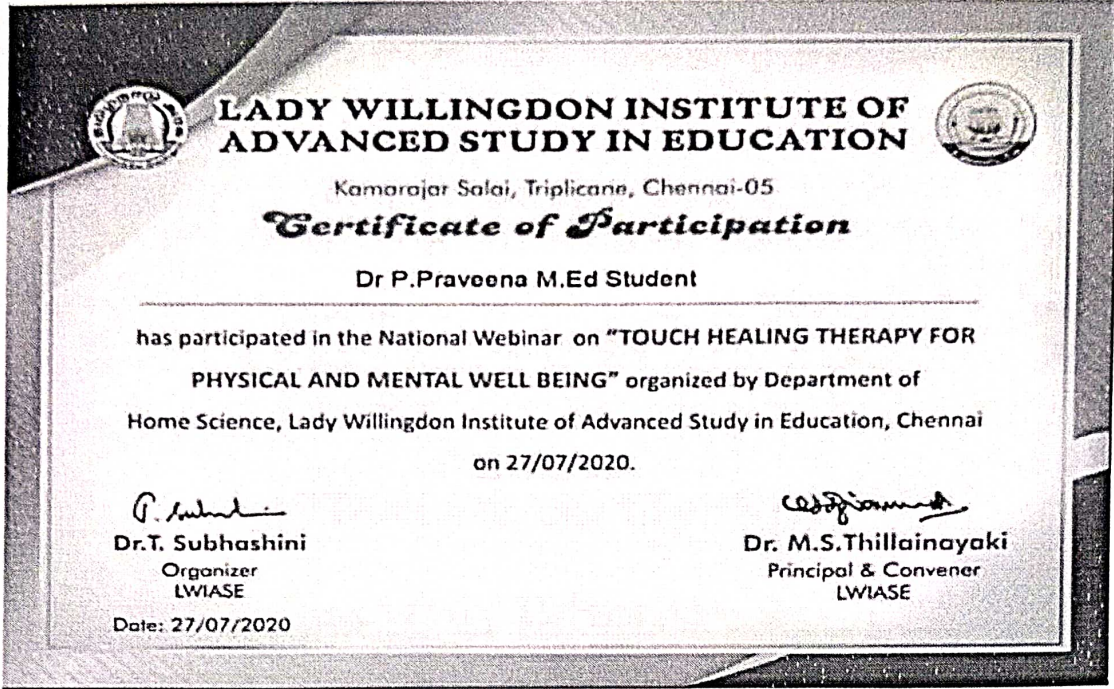 LADY WILLINGDON INSTITUTE OF
ADVANCED STUDY IN EDUCATION
Kamarajar Salai, Triplicane, Chennai-05
Certificate of Participation
Dr P.Praveena M.Ed Student
has participated in the National Webinar on "TOUCH HEALING THERAPY FOR
PHYSICAL AND MENTAL WELL BEING" organized by Department of
Home Science, Lady Willingdon Institute of Advanced Study in Education, Chennai
on 27/07/2020.
Dr.T. Subhashini
Organizer
LWIASE
Date: 27/07/2020
Dr. M.S.Thillainayaki
Principal & Convener
LWIASE